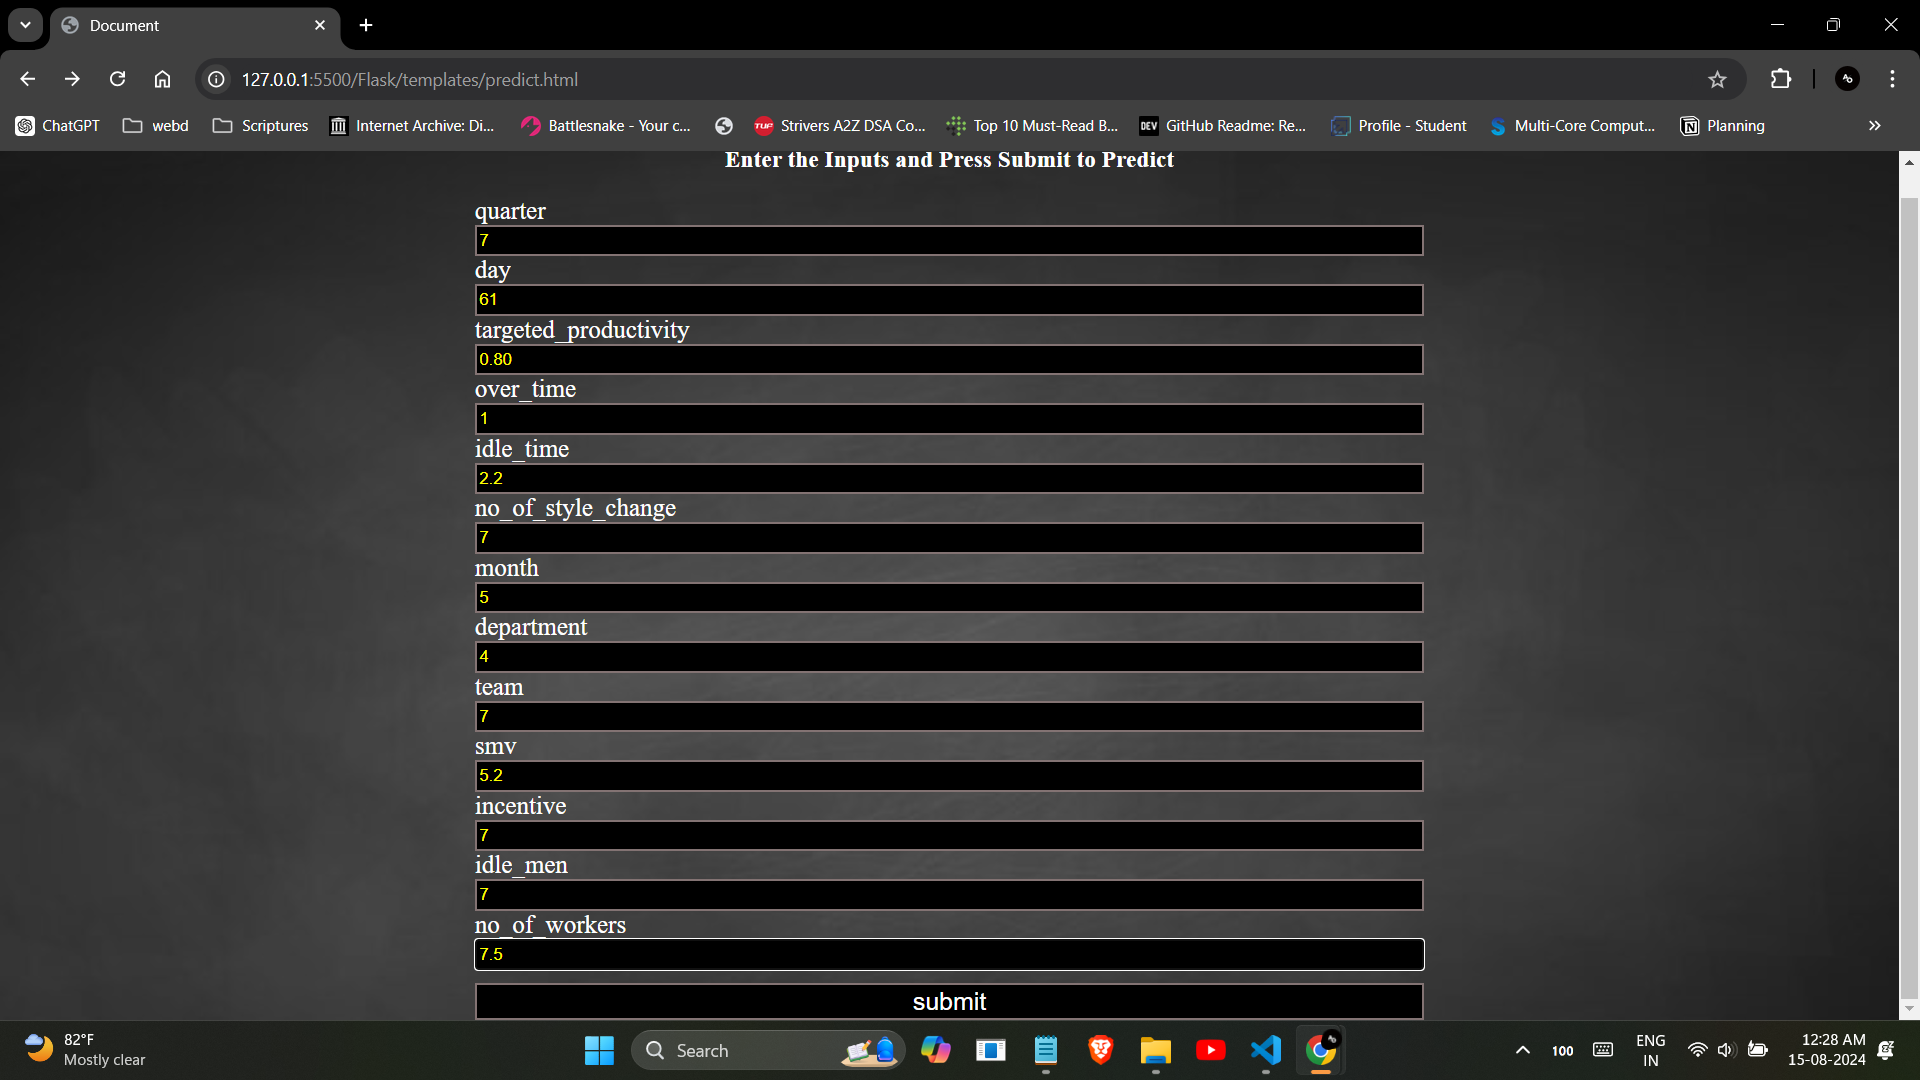 Document
127.0.0.1:5500/Flask/templates/predict.html
ChatGPT webd Scriptures Internet Archive: Di... Battlesnake - Your c... TUF Strivers A2Z DSA Co... Top 10 Must-Read B... DEV GitHub Readme: Re... Profile - Student Multi-Core Comput... Planning
Enter the Inputs and Press Submit to Predict
quarter
7
day
61
targeted_productivity
0.80
over_time
1
idle_time
2.2
no_of_style_change
7
month
5
department
4
team
7
smv
5.2
incentive
7
idle_men
7
no_of_workers
7.5
submit
82°F
Mostly clear
Search
100
ENG
IN
12:28 AM
15-08-2024